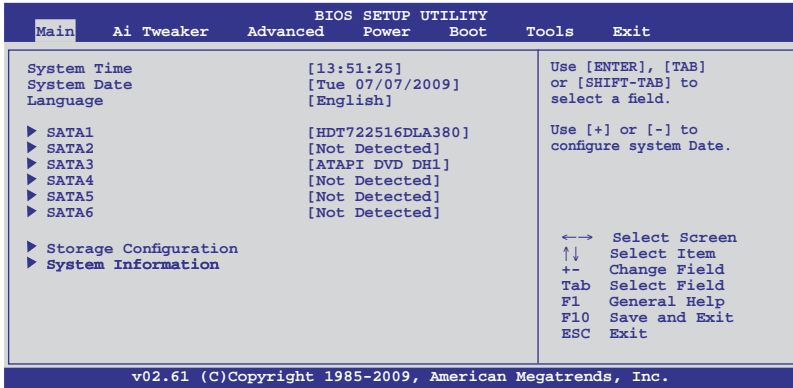 BIOS SETUP UTILITY
Main Ai Tweaker Advanced Power Boot Tools Exit
System Time [13:51:25]
System Date [Tue 07/07/2009]
Language [English]
▶ SATA1 [HDT722516DLA380]
▶ SATA2 [Not Detected]
▶ SATA3 [ATAPI DVD DH1]
▶ SATA4 [Not Detected]
▶ SATA5 [Not Detected]
▶ SATA6 [Not Detected]
▶ Storage Configuration
▶ System Information
Use [ENTER], [TAB]
or [SHIFT-TAB] to
select a field.
Use [+] or [-] to
configure system Date.
←→ Select Screen
↑↓ Select Item
+- Change Field
Tab Select Field
F1 General Help
F10 Save and Exit
ESC Exit
v02.61 (C)Copyright 1985-2009, American Megatrends, Inc.